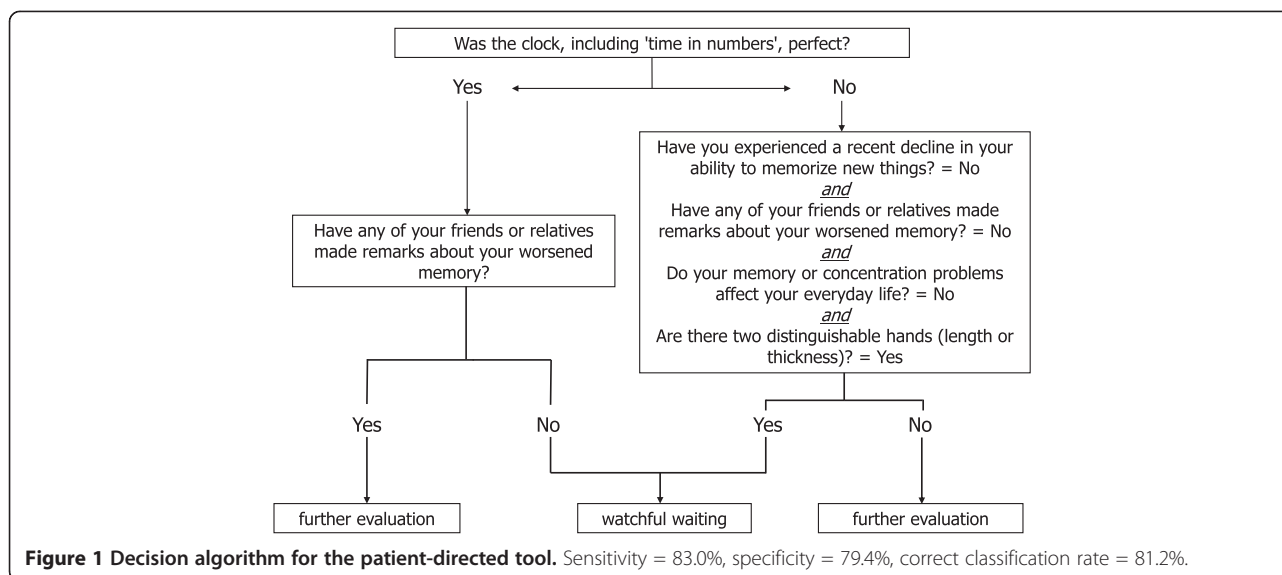 Was the clock, including 'time in numbers', perfect?
Yes
No
Have you experienced a recent decline in your
ability to memorize new things? = No
and
Have any of your friends or relatives made
remarks about your worsened memory? = No
and
Do your memory or concentration problems
affect your everyday life? = No
and
Are there two distinguishable hands (length or
thickness)? = Yes
Have any of your friends or relatives
made remarks about your worsened
memory?
Yes
No
Yes
No
further evaluation
watchful waiting
further evaluation
Figure 1 Decision algorithm for the patient-directed tool. Sensitivity = 83.0%, specificity = 79.4%, correct classification rate = 81.2%.